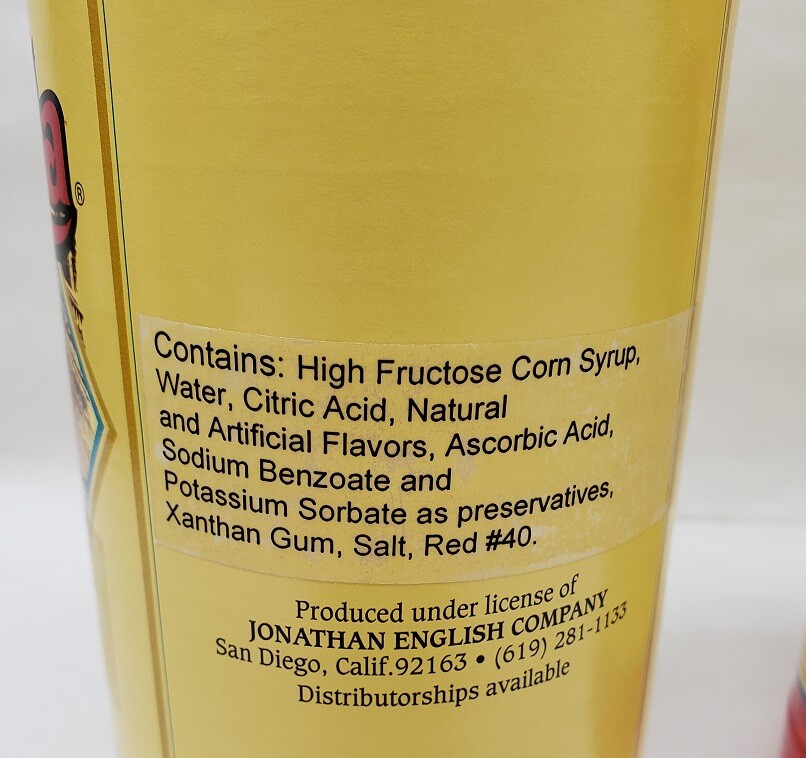 a®
Contains: High Fructose Corn Syrup,
Water, Citric Acid, Natural
and Artificial Flavors, Ascorbic Acid,
Sodium Benzoate and
Potassium Sorbate as preservatives,
Xanthan Gum, Salt, Red #40.
Produced under license of
JONATHAN ENGLISH COMPANY
San Diego, Calif.92163 • (619) 281-1133
Distributorships available